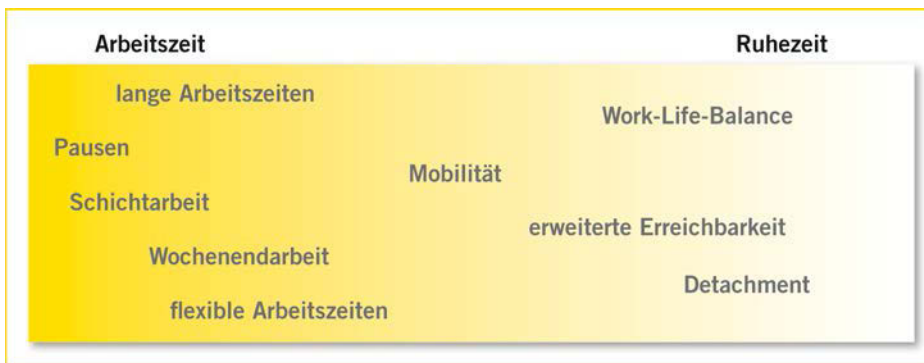 Arbeitszeit Ruhezeit
lange Arbeitszeiten
Work-Life-Balance
Pausen
Mobilität
Schichtarbeit
erweiterte Erreichbarkeit
Wochenendarbeit
Detachment
flexible Arbeitszeiten